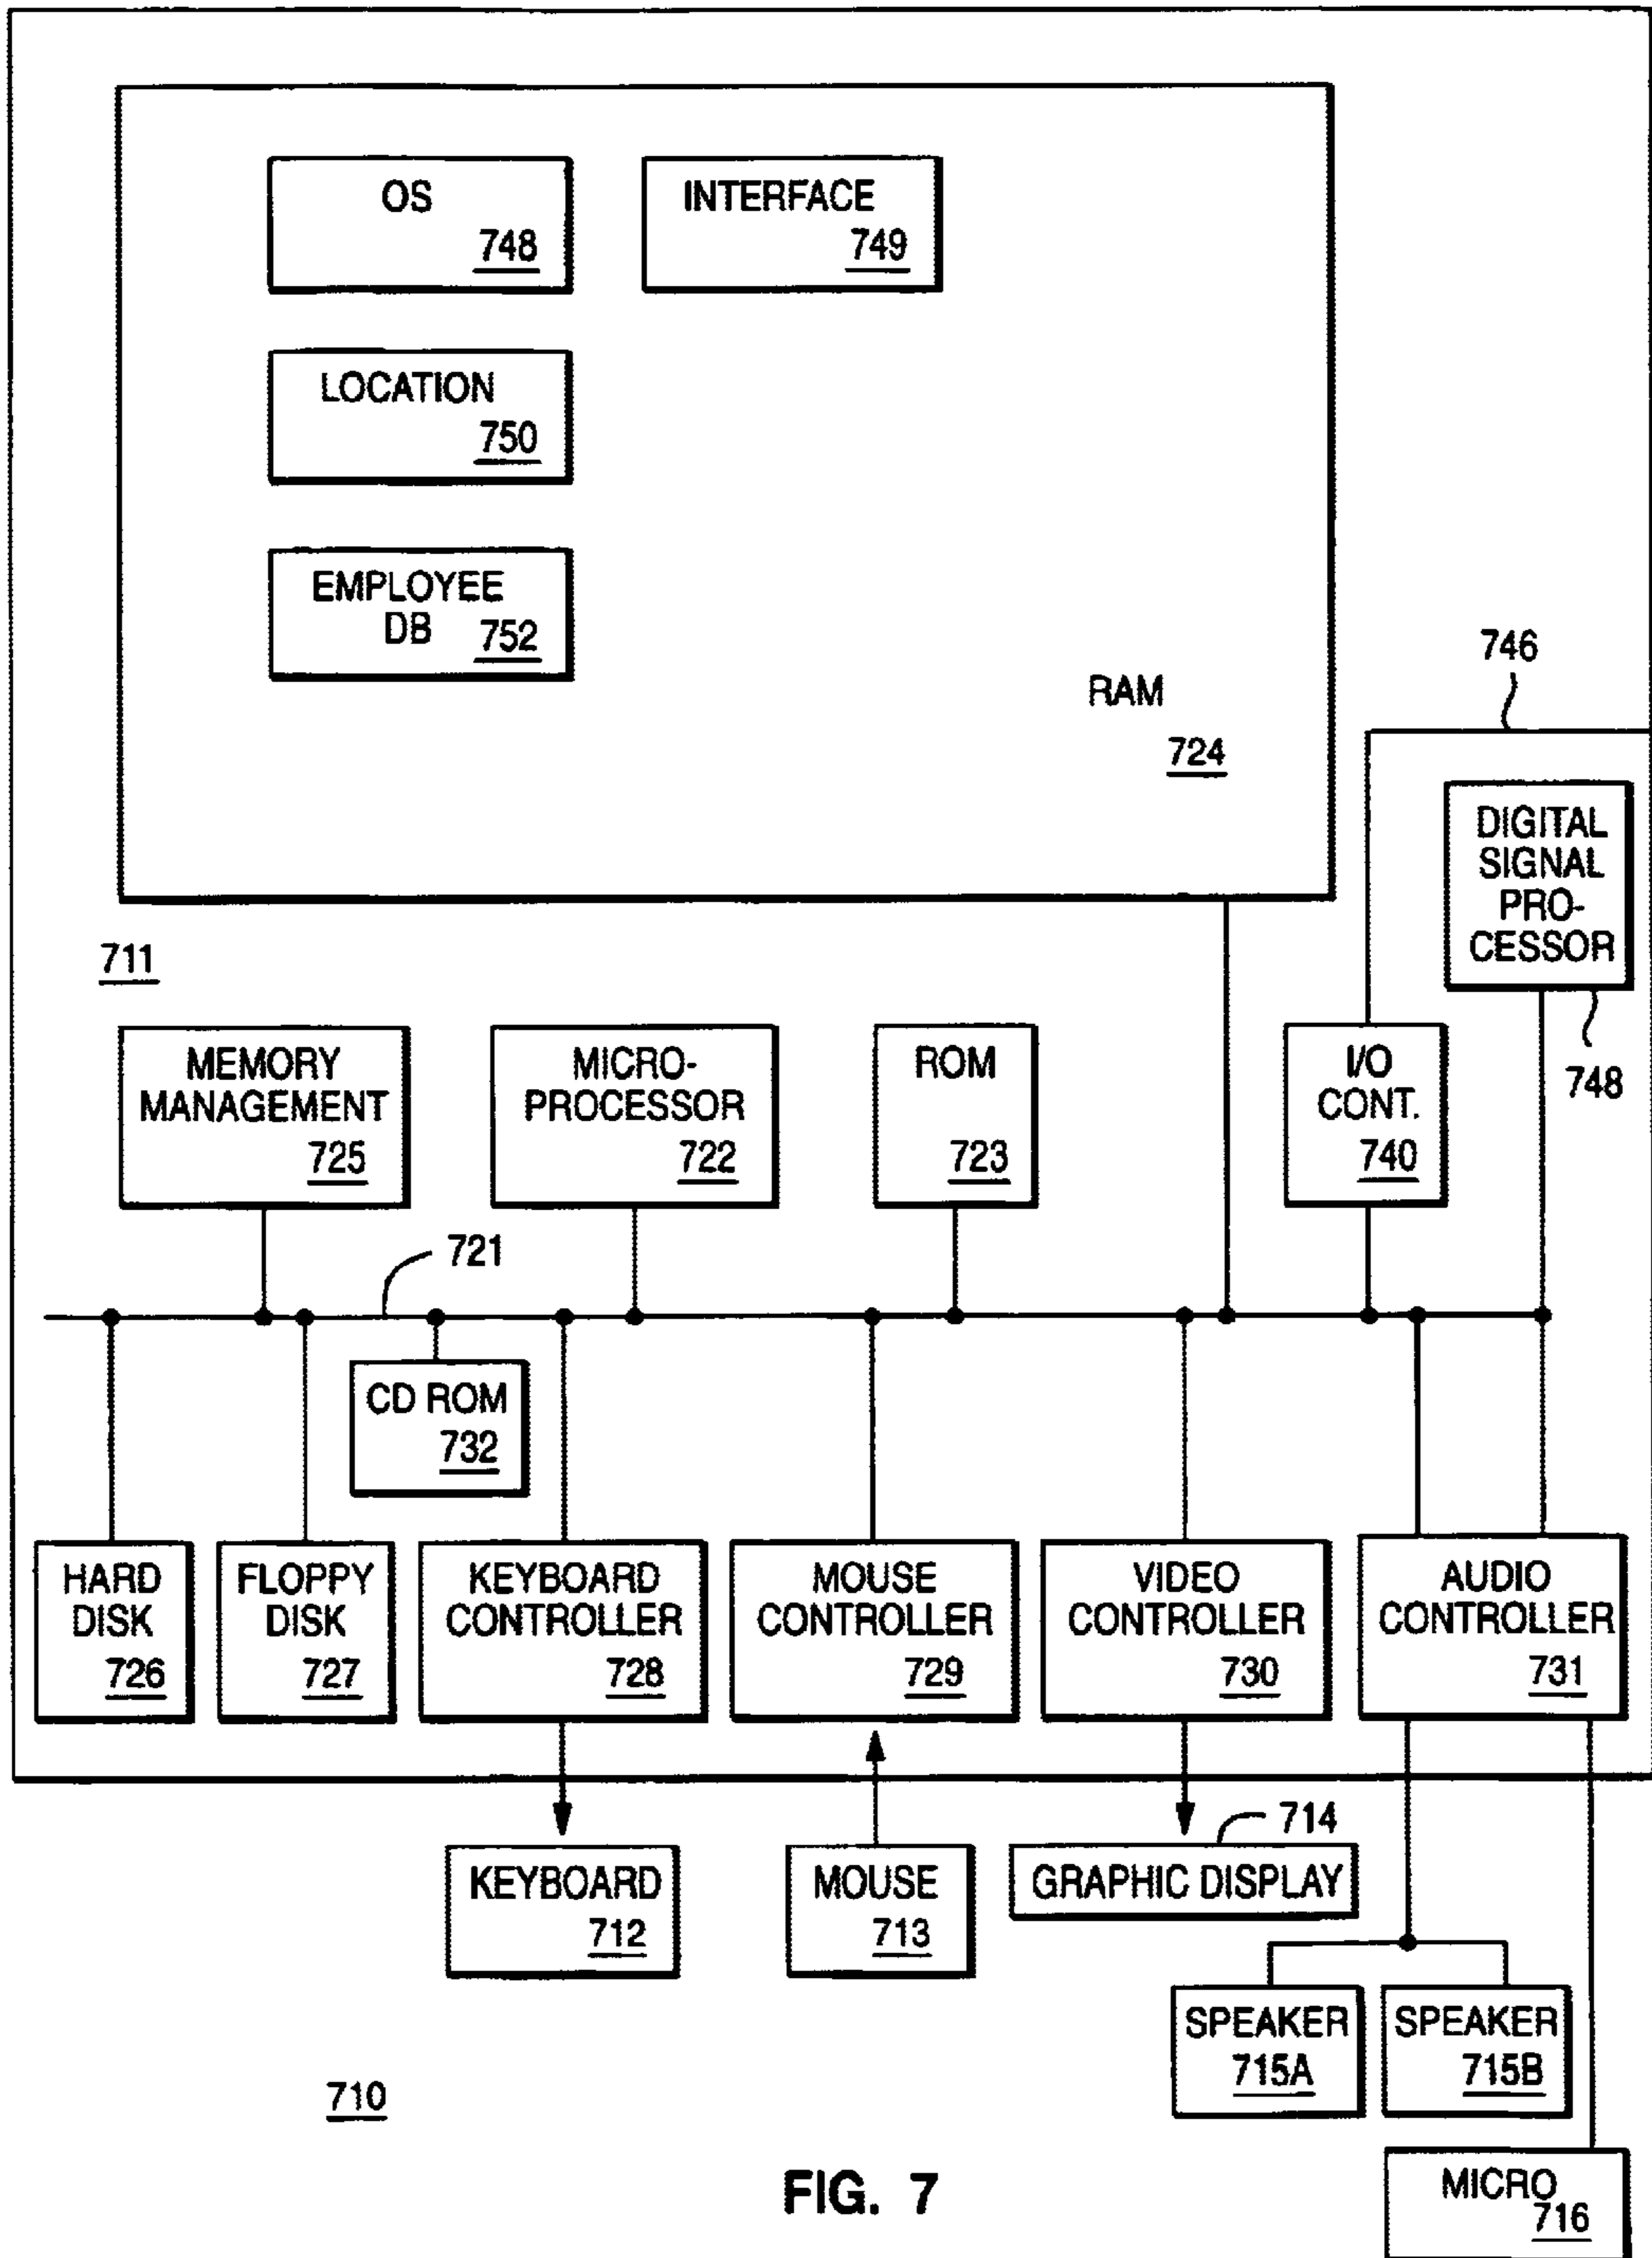 OS
748
INTERFACE
749
LOCATION
750
EMPLOYEE
DB
752
RAM
724
746
DIGITAL
SIGNAL
PRO-
CESSOR
748
711
MEMORY
MANAGEMENT
725
MICRO-
PROCESSOR
722
ROM
723
I/O
CONT.
740
721
CD ROM
732
HARD
DISK
726
FLOPPY
DISK
727
KEYBOARD
CONTROLLER
728
MOUSE
CONTROLLER
729
VIDEO
CONTROLLER
730
AUDIO
CONTROLLER
731
KEYBOARD
712
MOUSE
713
714
GRAPHIC DISPLAY
SPEAKER
715A
SPEAKER
715B
MICRO
716
710
FIG. 7